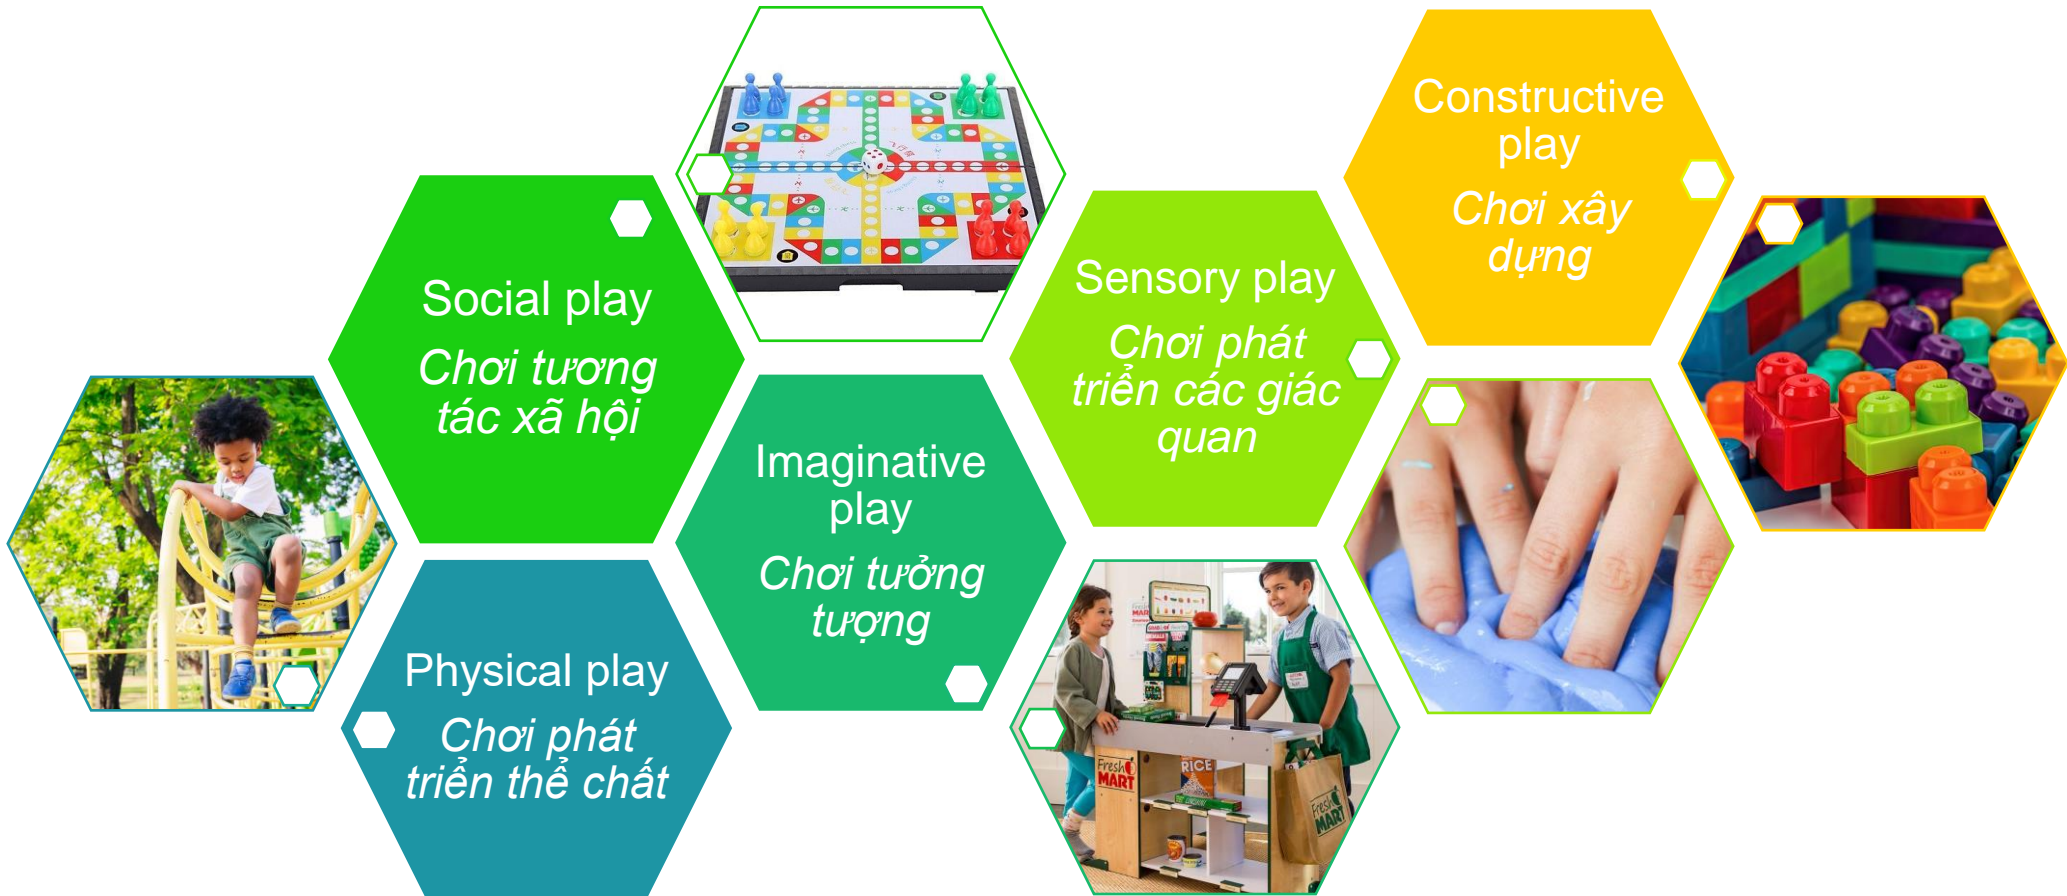 Constructive
play
Chơi xây
dựng
Social play
Chơi tương
tác xã hội
Sensory play
Chơi phát
triển các giác
quan
Imaginative
play
Chơi tưởng
tượng
Physical play
Chơi phát
triển thể chất
Fresh
MART
RICE
Fresh
MART